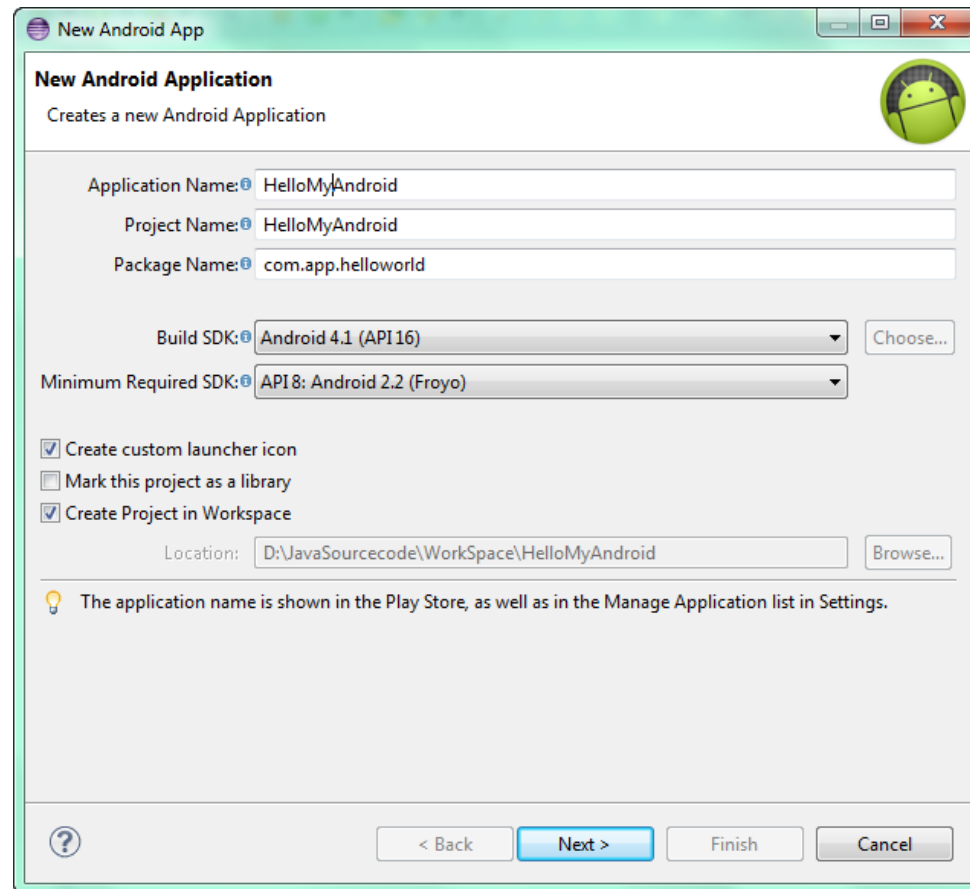 New Android App
New Android Application
Creates a new Android Application
Application Name: HelloMyAndroid
Project Name: HelloMyAndroid
Package Name: com.app.helloworld
Build SDK: Android 4.1 (API 16) Choose...
Minimum Required SDK: API 8: Android 2.2 (Froyo)
Create custom launcher icon
Mark this project as a library
Create Project in Workspace
Location: D:\JavaSourcecode\WorkSpace\HelloMyAndroid Browse...
The application name is shown in the Play Store, as well as in the Manage Application list in Settings.
? < Back Next > Finish Cancel